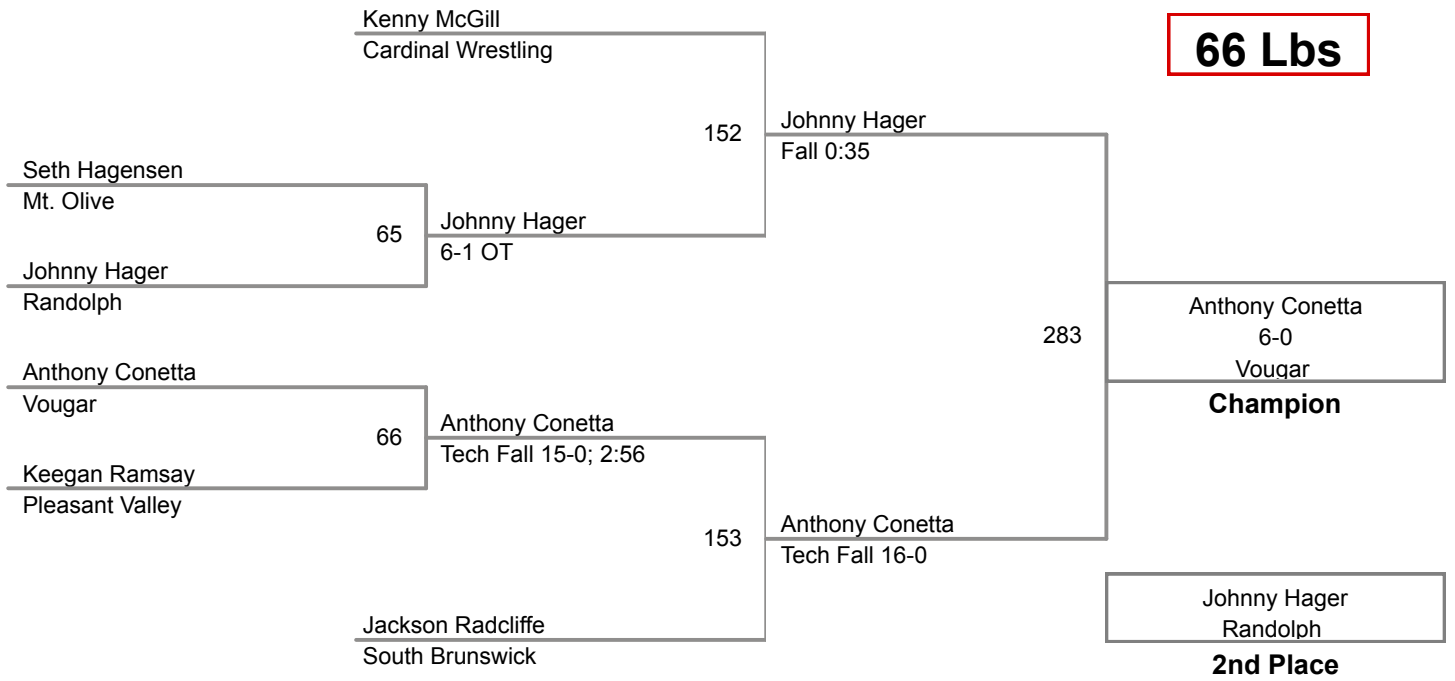 Kenny McGill
Cardinal Wrestling
66 Lbs
152
Johnny Hager
Fall 0:35
Seth Hagensen
Mt. Olive
65
Johnny Hager
6-1 OT
Johnny Hager
Randolph
283
Anthony Conetta
6-0
Vougar
Champion
Anthony Conetta
Vougar
66
Anthony Conetta
Tech Fall 15-0; 2:56
Keegan Ramsay
Pleasant Valley
153
Anthony Conetta
Tech Fall 16-0
Jackson Radcliffe
South Brunswick
Johnny Hager
Randolph
2nd Place